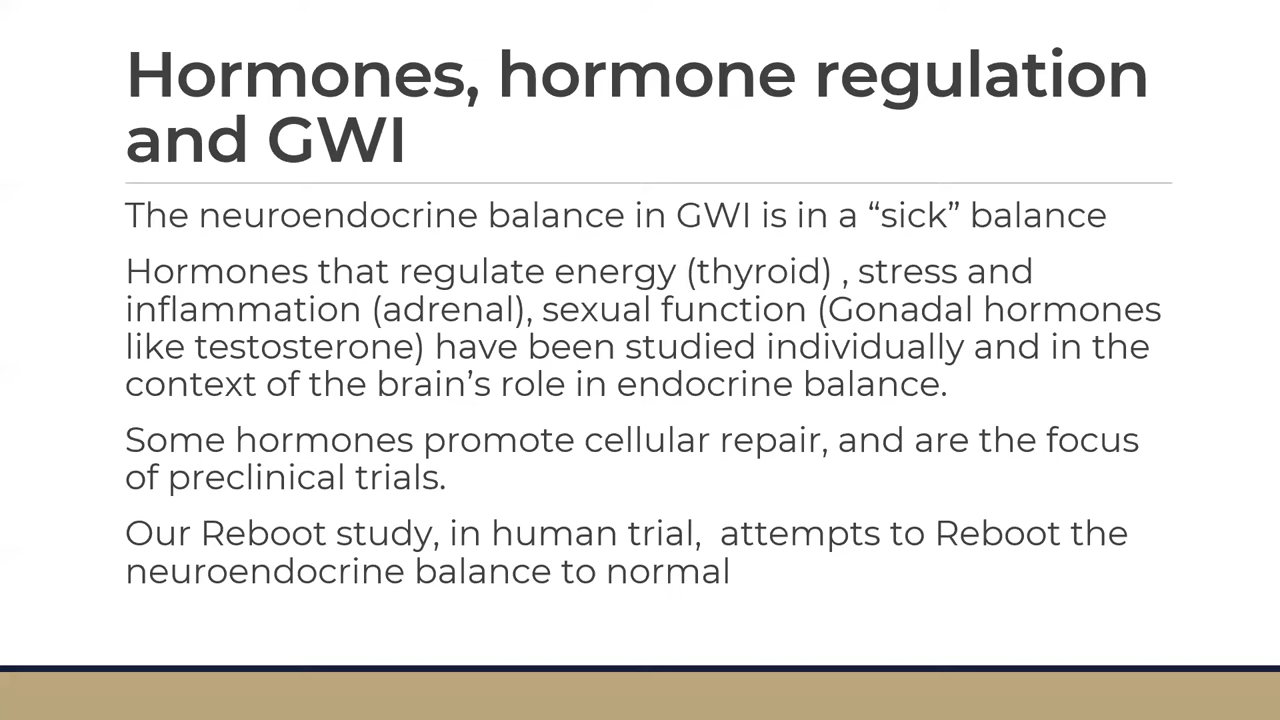 Hormones, hormone regulation
and GWI
The neuroendocrine balance in GWI is in a “sick” balance
Hormones that regulate energy (thyroid) , stress and
inflammation (adrenal), sexual function (Gonadal hormones
like testosterone) have been studied individually and in the
context of the brain’s role in endocrine balance.
Some hormones promote cellular repair, and are the focus
of preclinical trials.
Our Reboot study, in human trial,  attempts to Reboot the
neuroendocrine balance to normal